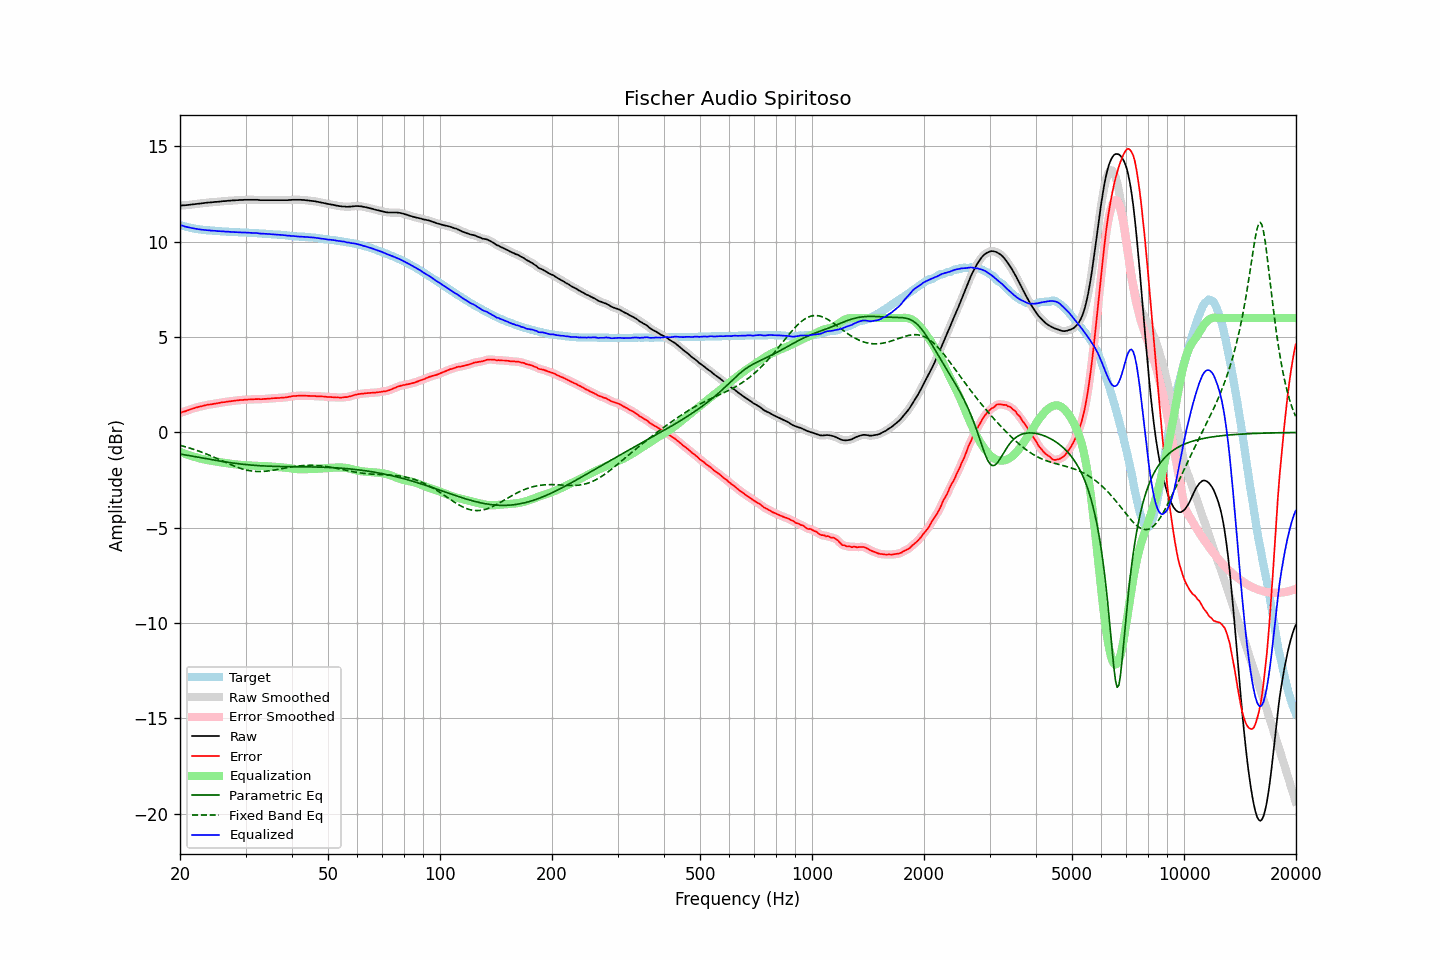 Fischer Audio Spiritoso
Amplitude (dBr)
15
10
5
0
−5
−10
−15
−20
Target
Raw Smoothed
Error Smoothed
Raw
Error
Equalization
Parametric Eq
Fixed Band Eq
Equalized
20 50 100 200 500 1000 2000 5000 10000 20000
Frequency (Hz)